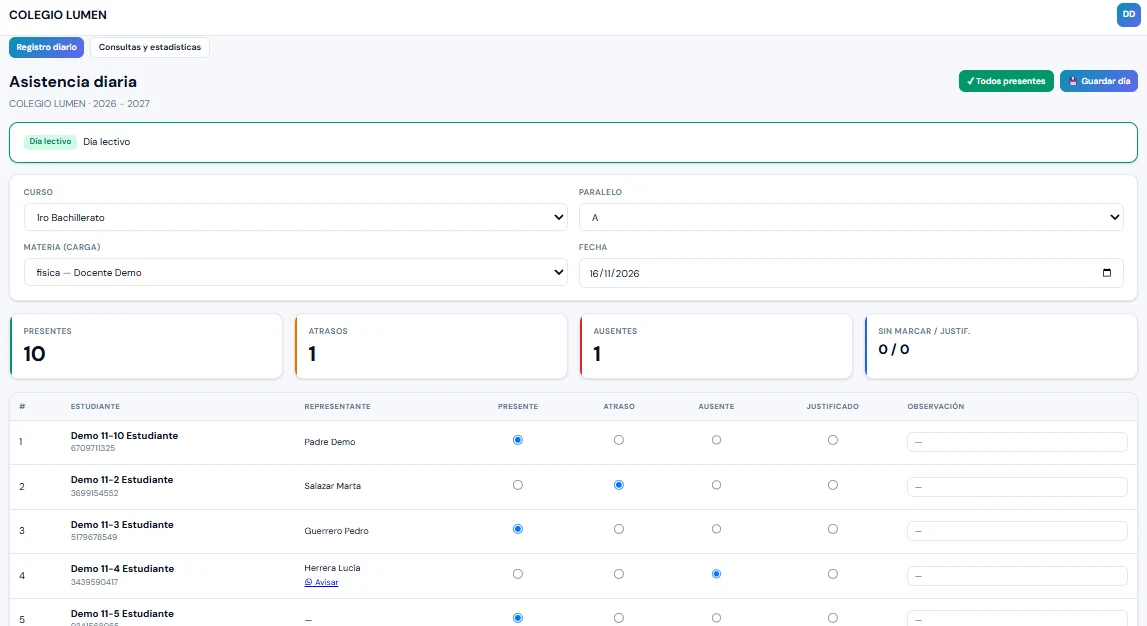 COLEGIO LUMEN
DD
Registro diario
Consultas y estadísticas
Asistencia diaria
✓ Todos presentes
Guardar día
COLEGIO LUMEN · 2026 - 2027
Día lectivo Día lectivo
CURSO
PARALELO
1ro Bachillerato
A
MATERIA (CARGA)
FECHA
fisica — Docente Demo
16/11/2026
PRESENTES
10
ATRASOS
1
AUSENTES
1
SIN MARCAR / JUSTIF.
0 / 0
# ESTUDIANTE REPRESENTANTE PRESENTE ATRASO AUSENTE JUSTIFICADO OBSERVACIÓN
1 Demo 11-10 Estudiante Padre Demo —
6709711325
2 Demo 11-2 Estudiante Salazar Marta —
3699154552
3 Demo 11-3 Estudiante Guerrero Pedro —
5179678549
4 Demo 11-4 Estudiante Herrera Lucía —
3439590417 Avisar
5 Demo 11-5 Estudiante — —